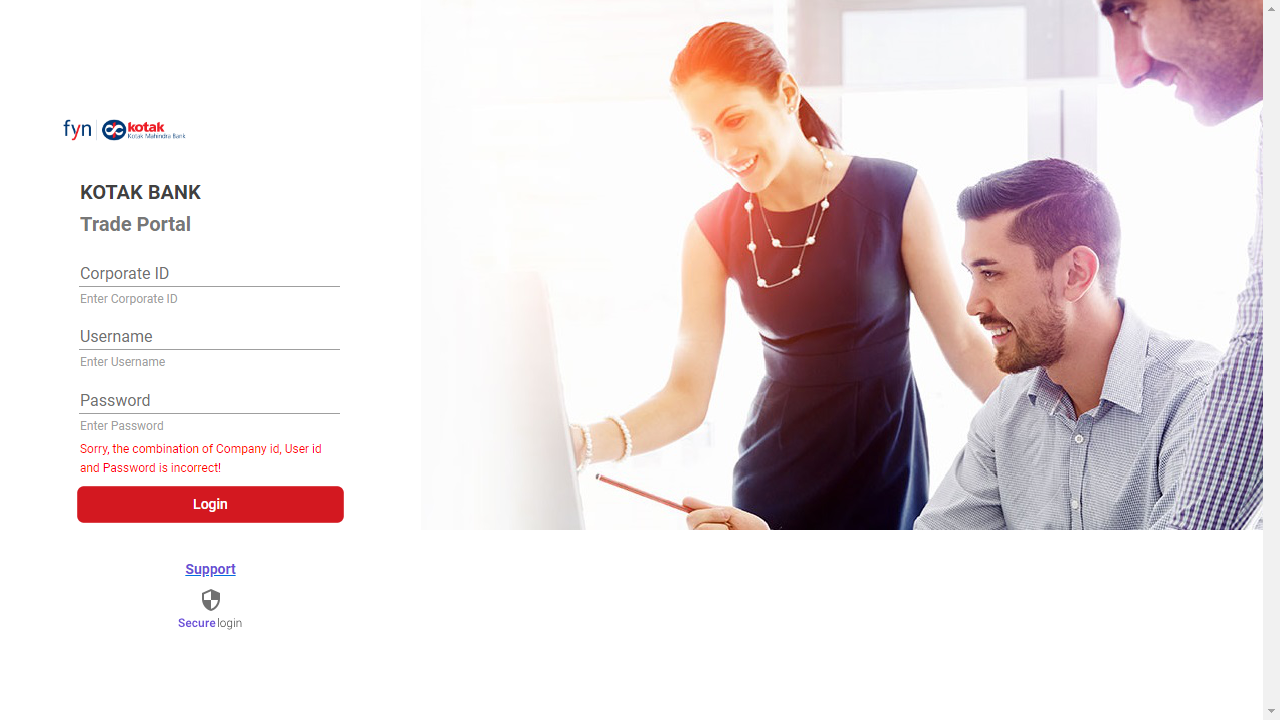 fyn kotak
Kotak Mahindra Bank
KOTAK BANK
Trade Portal
Corporate ID
Enter Corporate ID
Username
Enter Username
Password
Enter Password
Sorry, the combination of Company id, User id
and Password is incorrect!
Login
Support
Secure login